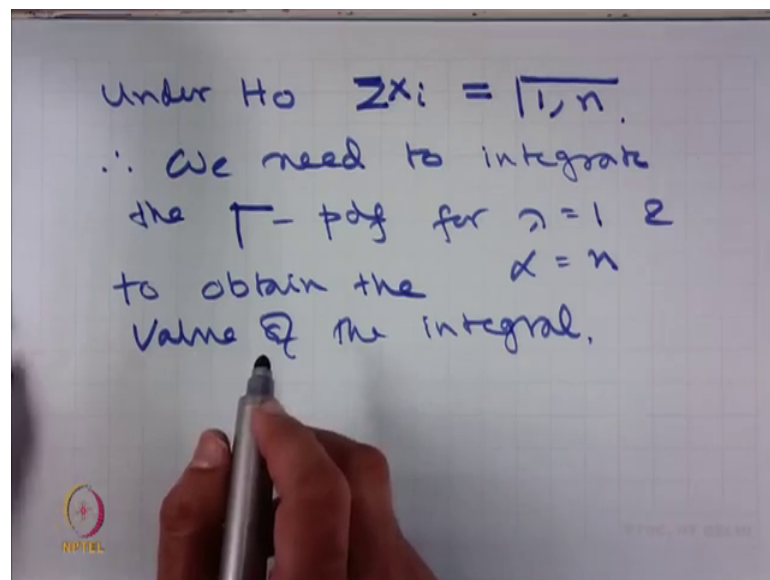 Under Ho Σxi = Γ1, n.
∴ we need to integrate
the Γ- pdf for λ = 1 &
α = n
to obtain the
value of the integral.
NPTEL